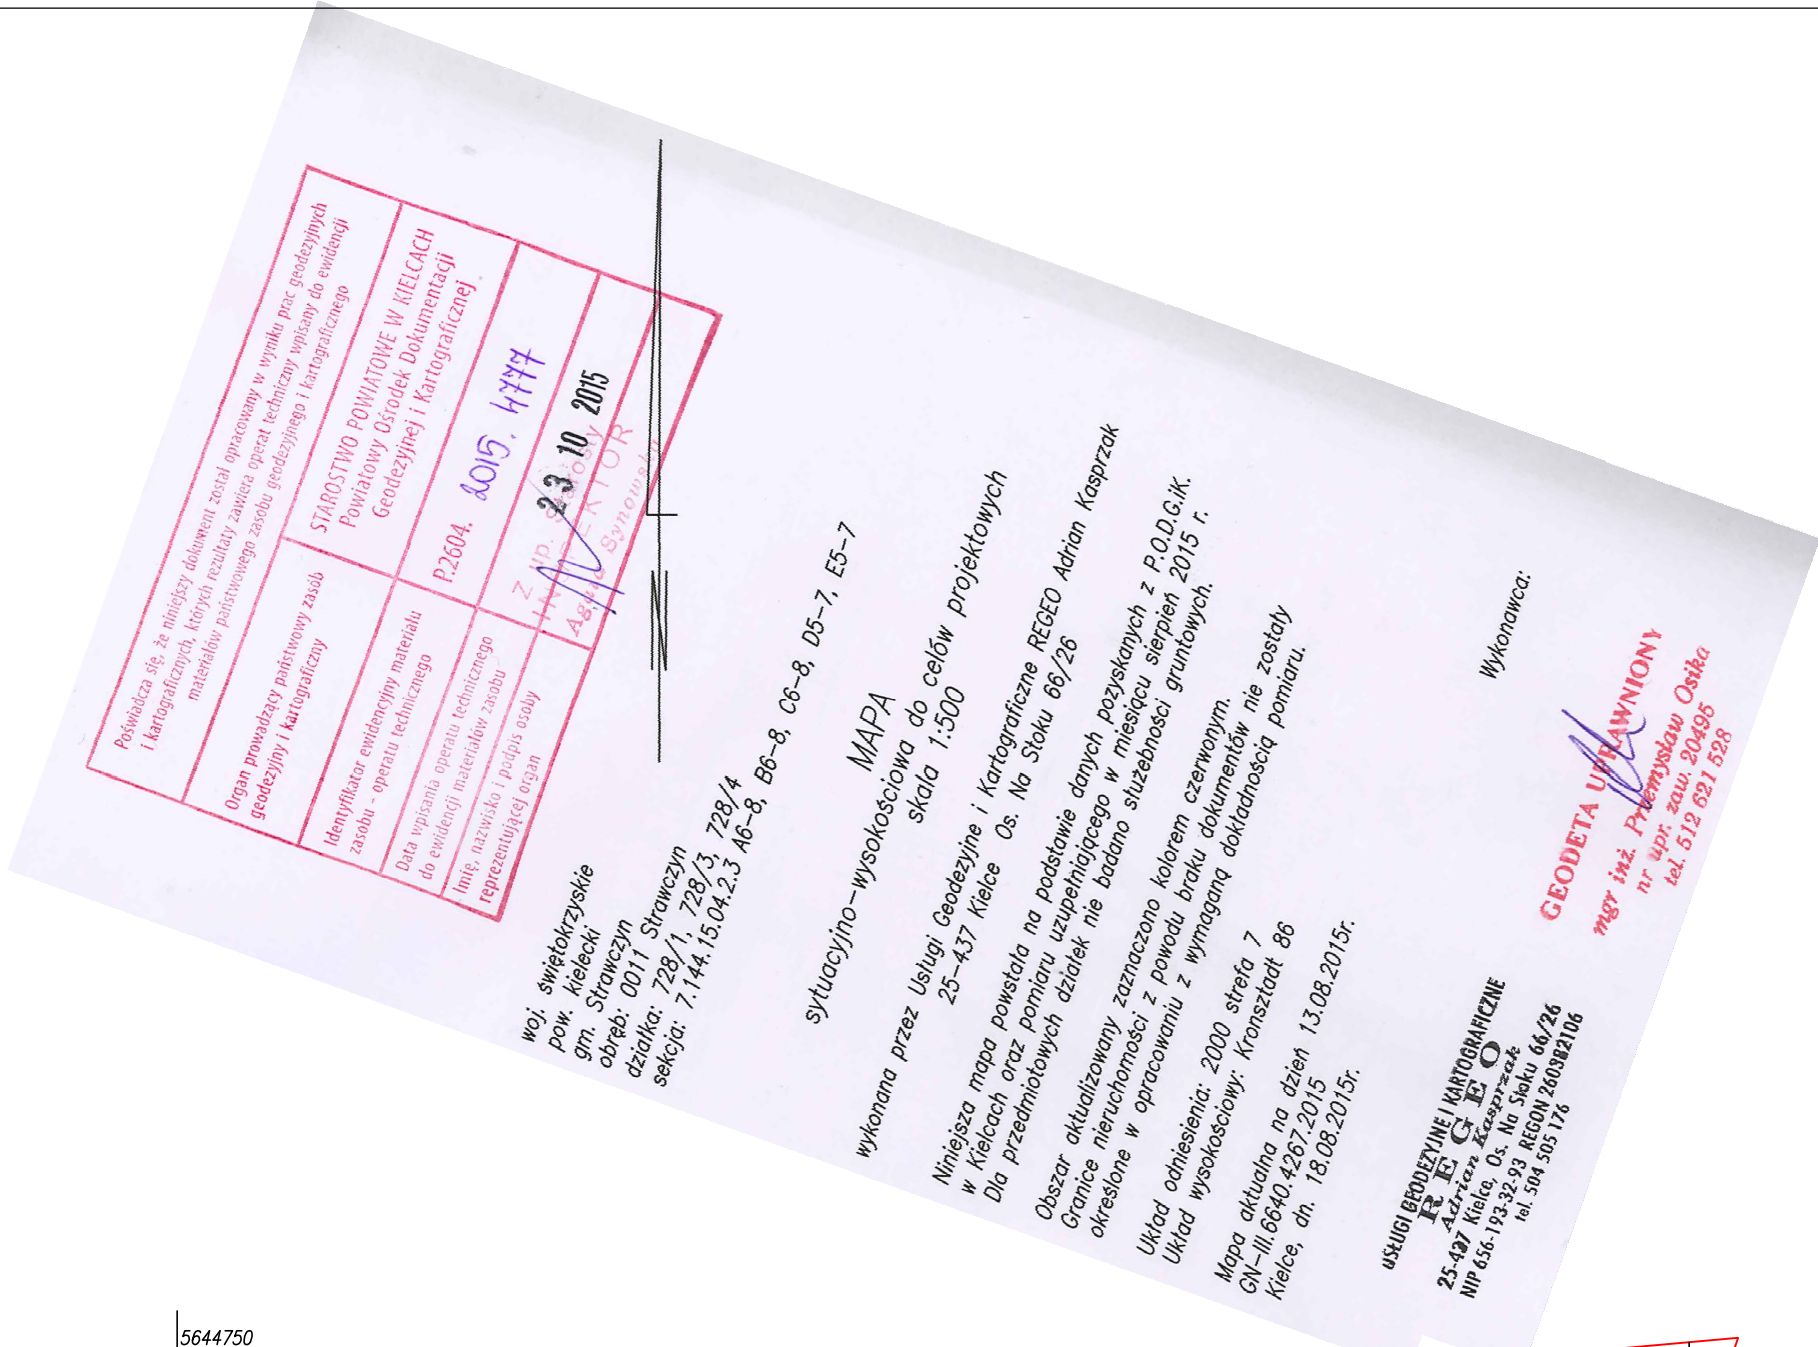 Poświadcza się, że niniejszy dokument został opracowany w wyniku prac geodezyjnych
i kartograficznych, których rezultaty zawiera operat techniczny wpisany do ewidencji
materiałów państwowego zasobu geodezyjnego i kartograficznego
Organ prowadzący państwowy zasób
geodezyjny i kartograficzny
STAROSTWO POWIATOWE W KIELCACH
Powiatowy Ośrodek Dokumentacji
Geodezyjnej i Kartograficznej
Identyfikator ewidencyjny materiału
zasobu - operatu technicznego
P.2604. 2015. 4777
Data wpisania operatu technicznego
do ewidencji materiałów zasobu
23 10 2015
Imię, nazwisko i podpis osoby
reprezentującej organ
Z up. Starosty
N
woj. świętokrzyskie
pow. kielecki
gm. Strawczyn
obręb: 0011 Strawczyn
działka: 728/1, 728/3, 728/4
sekcja: 7.144.15.04.2.3 A6-8, B6-8, C6-8, D5-7, E5-7
MAPA
sytuacyjno-wysokościowa do celów projektowych
skala 1:500
wykonana przez Usługi Geodezyjne i Kartograficzne REGEO Adrian Kasprzak
25-437 Kielce Os. Na Stoku 66/26
Niniejsza mapa powstała na podstawie danych pozyskanych z P.O.D.G.iK.
w Kielcach oraz pomiaru uzupełniającego w miesiącu sierpień 2015 r.
Dla przedmiotowych działek nie badano służebności gruntowych.
Obszar aktualizowany zaznaczono kolorem czerwonym.
Granice nieruchomości z powodu braku dokumentów nie zostały
określone w opracowaniu z wymaganą dokładnością pomiaru.
Układ odniesienia: 2000 strefa 7
Układ wysokościowy: Kronsztadt 86
Mapa aktualna na dzień 13.08.2015r.
GN-III.6640.4267.2015
Kielce, dn. 18.08.2015r.
Wykonawca:
GEODETA UPRAWNIONY
mgr inż. Przemysław Osika
nr upr. zaw. 20495
tel. 512 621 528
USŁUGI GEODEZYJNE I KARTOGRAFICZNE
REGEO
Adrian Kasprzak
25-437 Kielce, Os. Na Stoku 66/26
NIP 656-193-32-93 REGON 260382106
tel. 504 505 176
5644750